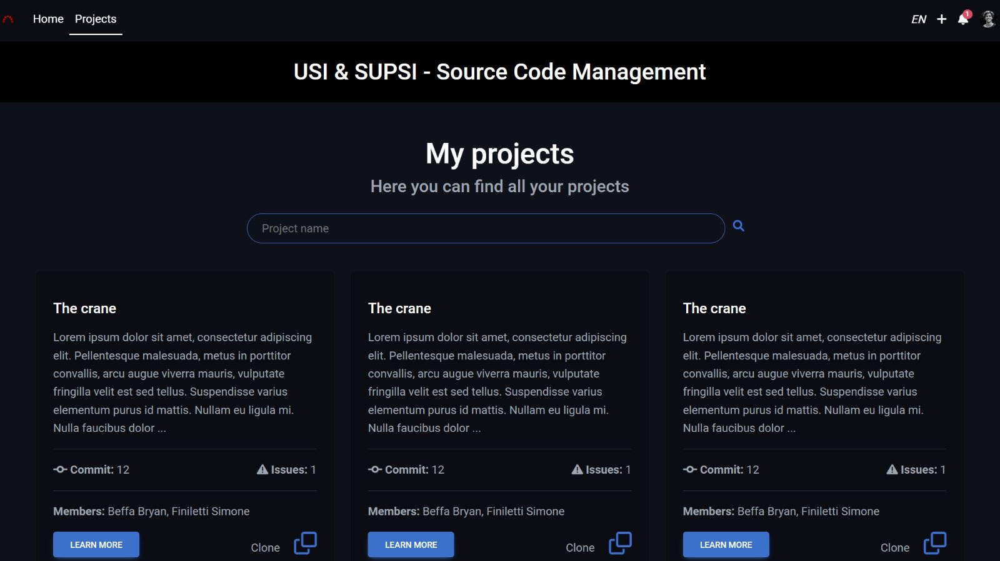 Home Projects EN 1
USI & SUPSI - Source Code Management
My projects
Here you can find all your projects
Project name
The crane
Lorem ipsum dolor sit amet, consectetur adipiscing
elit. Pellentesque malesuada, metus in porttitor
convallis, arcu augue viverra mauris, vulputate
fringilla velit est sed tellus. Suspendisse varius
elementum purus id mattis. Nullam eu ligula mi.
Nulla faucibus dolor ...
Commit: 12 Issues: 1
Members: Beffa Bryan, Finiletti Simone
LEARN MORE Clone
The crane
Lorem ipsum dolor sit amet, consectetur adipiscing
elit. Pellentesque malesuada, metus in porttitor
convallis, arcu augue viverra mauris, vulputate
fringilla velit est sed tellus. Suspendisse varius
elementum purus id mattis. Nullam eu ligula mi.
Nulla faucibus dolor ...
Commit: 12 Issues: 1
Members: Beffa Bryan, Finiletti Simone
LEARN MORE Clone
The crane
Lorem ipsum dolor sit amet, consectetur adipiscing
elit. Pellentesque malesuada, metus in porttitor
convallis, arcu augue viverra mauris, vulputate
fringilla velit est sed tellus. Suspendisse varius
elementum purus id mattis. Nullam eu ligula mi.
Nulla faucibus dolor ...
Commit: 12 Issues: 1
Members: Beffa Bryan, Finiletti Simone
LEARN MORE Clone